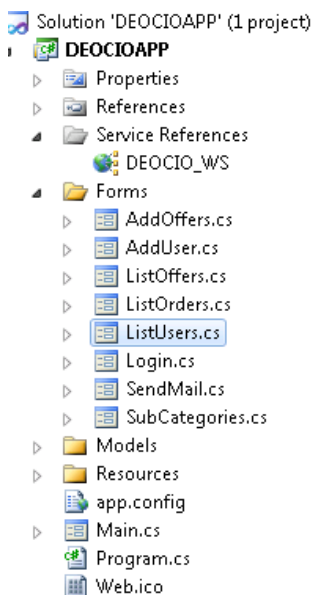 Solution 'DEOCIOAPP' (1 project)
DEOCIOAPP
Properties
References
Service References
DEOCIO_WS
Forms
AddOffers.cs
AddUser.cs
ListOffers.cs
ListOrders.cs
ListUsers.cs
Login.cs
SendMail.cs
SubCategories.cs
Models
Resources
app.config
Main.cs
Program.cs
Web.ico